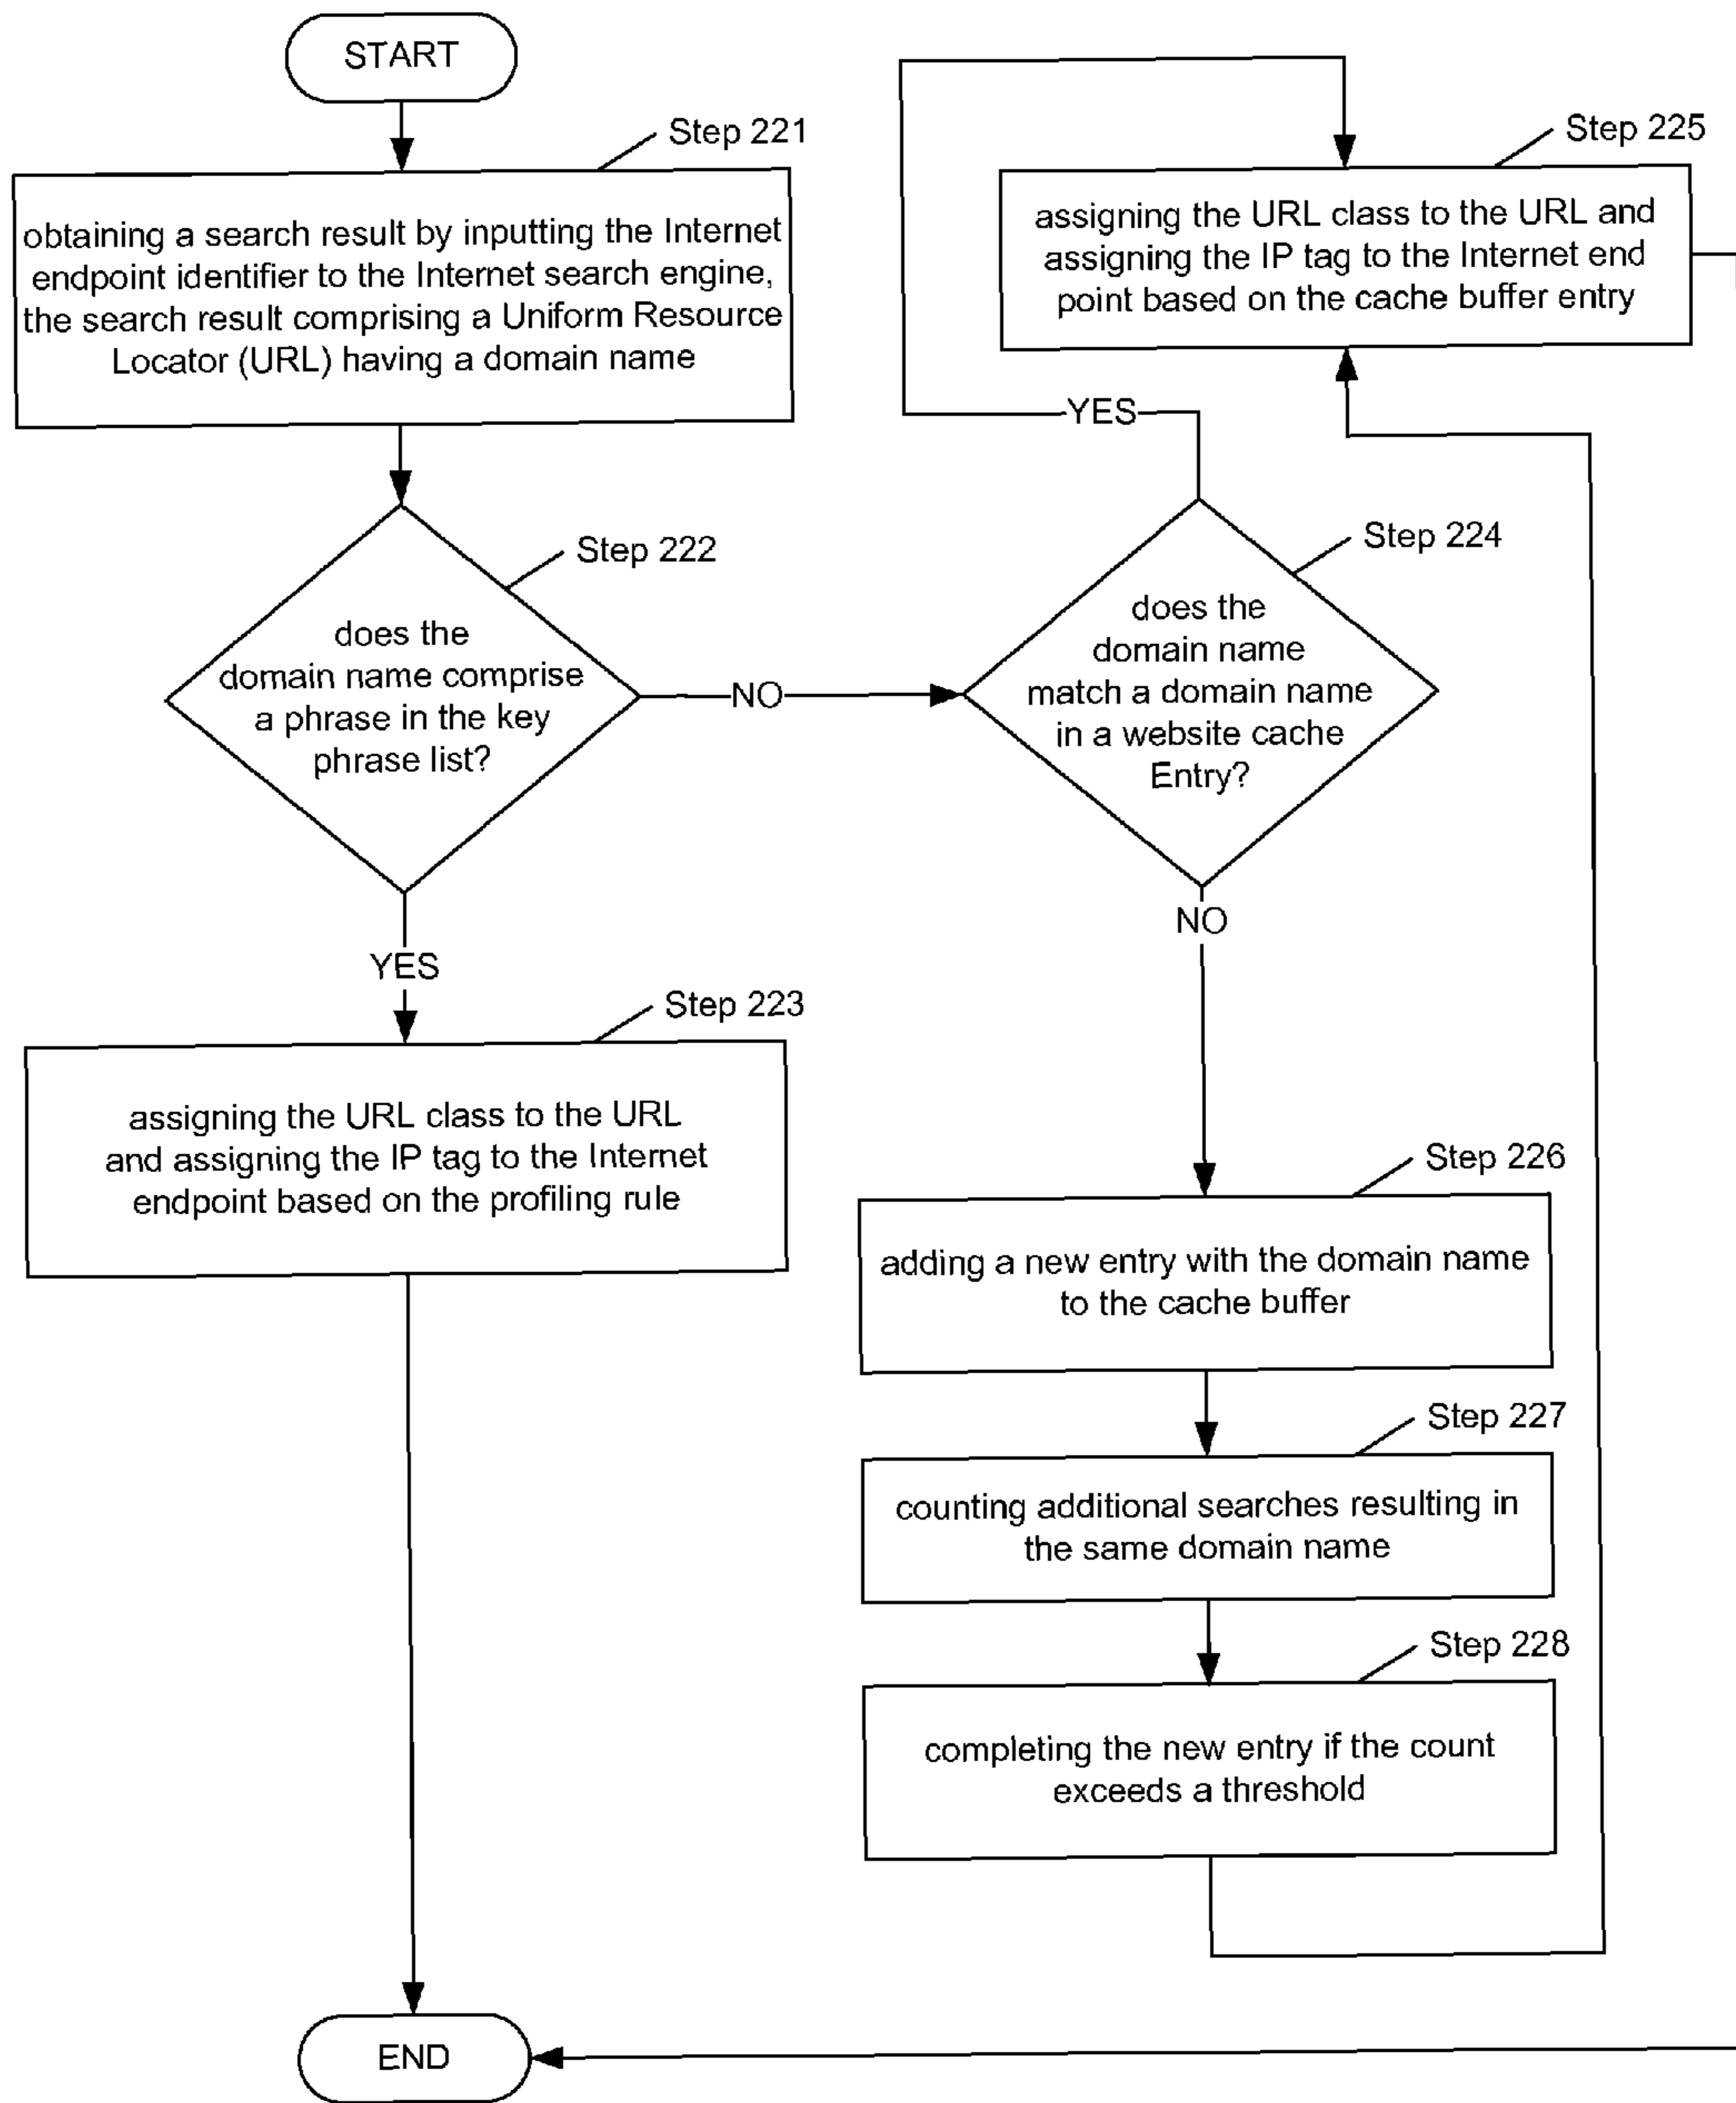 START
Step 221
obtaining a search result by inputting the Internet
endpoint identifier to the Internet search engine,
the search result comprising a Uniform Resource
Locator (URL) having a domain name
Step 222
does the
domain name comprise
a phrase in the key
phrase list?
NO
YES
Step 223
assigning the URL class to the URL
and assigning the IP tag to the Internet
endpoint based on the profiling rule
Step 224
does the
domain name
match a domain name
in a website cache
Entry?
YES
NO
Step 225
assigning the URL class to the URL and
assigning the IP tag to the Internet end
point based on the cache buffer entry
Step 226
adding a new entry with the domain name
to the cache buffer
Step 227
counting additional searches resulting in
the same domain name
Step 228
completing the new entry if the count
exceeds a threshold
END